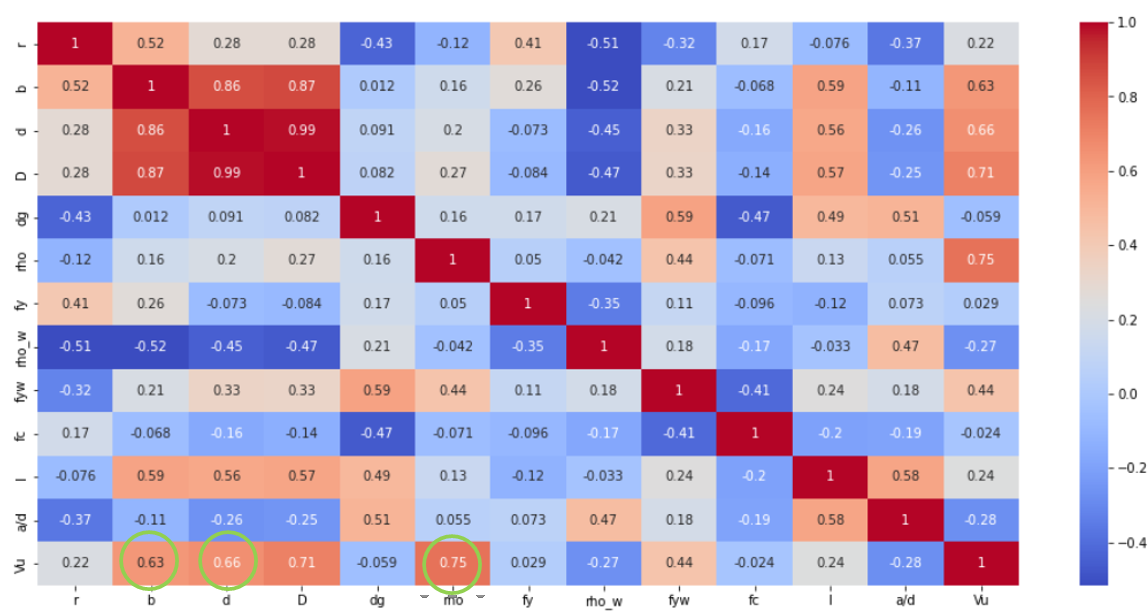 r 1 0.52 0.28 0.28 -0.43 -0.12 0.41 -0.51 -0.32 0.17 -0.076 -0.37 0.22
b 0.52 1 0.86 0.87 0.012 0.16 0.26 -0.52 0.21 -0.068 0.59 -0.11 0.63
d 0.28 0.86 1 0.99 0.091 0.2 -0.073 -0.45 0.33 -0.16 0.56 -0.26 0.66
D 0.28 0.87 0.99 1 0.082 0.27 -0.084 -0.47 0.33 -0.14 0.57 -0.25 0.71
dg -0.43 0.012 0.091 0.082 1 0.16 0.17 0.21 0.59 -0.47 0.49 0.51 -0.059
rho -0.12 0.16 0.2 0.27 0.16 1 0.05 -0.042 0.44 -0.071 0.13 0.055 0.75
fy 0.41 0.26 -0.073 -0.084 0.17 0.05 1 -0.35 0.11 -0.096 -0.12 0.073 0.029
rho_w -0.51 -0.52 -0.45 -0.47 0.21 -0.042 -0.35 1 0.18 -0.17 -0.033 0.47 -0.27
fyw -0.32 0.21 0.33 0.33 0.59 0.44 0.11 0.18 1 -0.41 0.24 0.18 0.44
fc 0.17 -0.068 -0.16 -0.14 -0.47 -0.071 -0.096 -0.17 -0.41 1 -0.2 -0.19 -0.024
l -0.076 0.59 0.56 0.57 0.49 0.13 -0.12 -0.033 0.24 -0.2 1 0.58 0.24
a/d -0.37 -0.11 -0.26 -0.25 0.51 0.055 0.073 0.47 0.18 -0.19 0.58 1 -0.28
Vu 0.22 0.63 0.66 0.71 -0.059 0.75 0.029 -0.27 0.44 -0.024 0.24 -0.28 1
r b d D dg rho fy rho_w fyw fc l a/d Vu
1.0
0.8
0.6
0.4
0.2
0.0
-0.2
-0.4